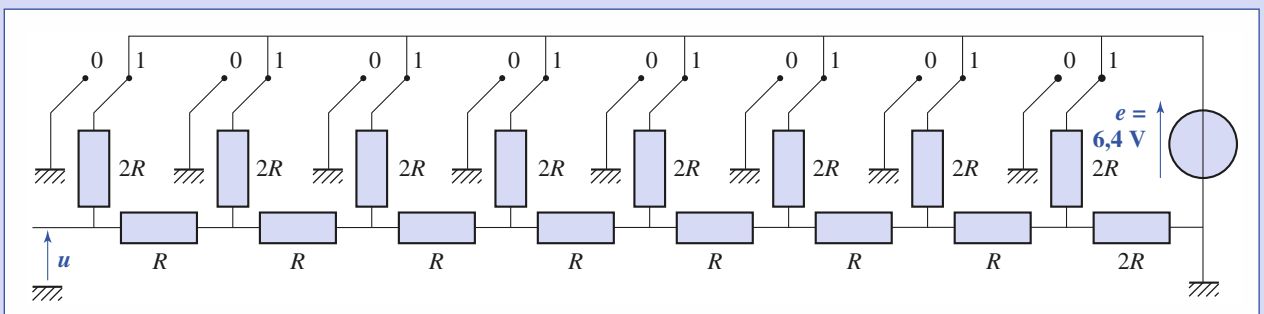 0 1 0 1 0 1 0 1 0 1 0 1 0 1 0 1
e =
6,4 V
2R 2R 2R 2R 2R 2R 2R 2R
u
R R R R R R R 2R